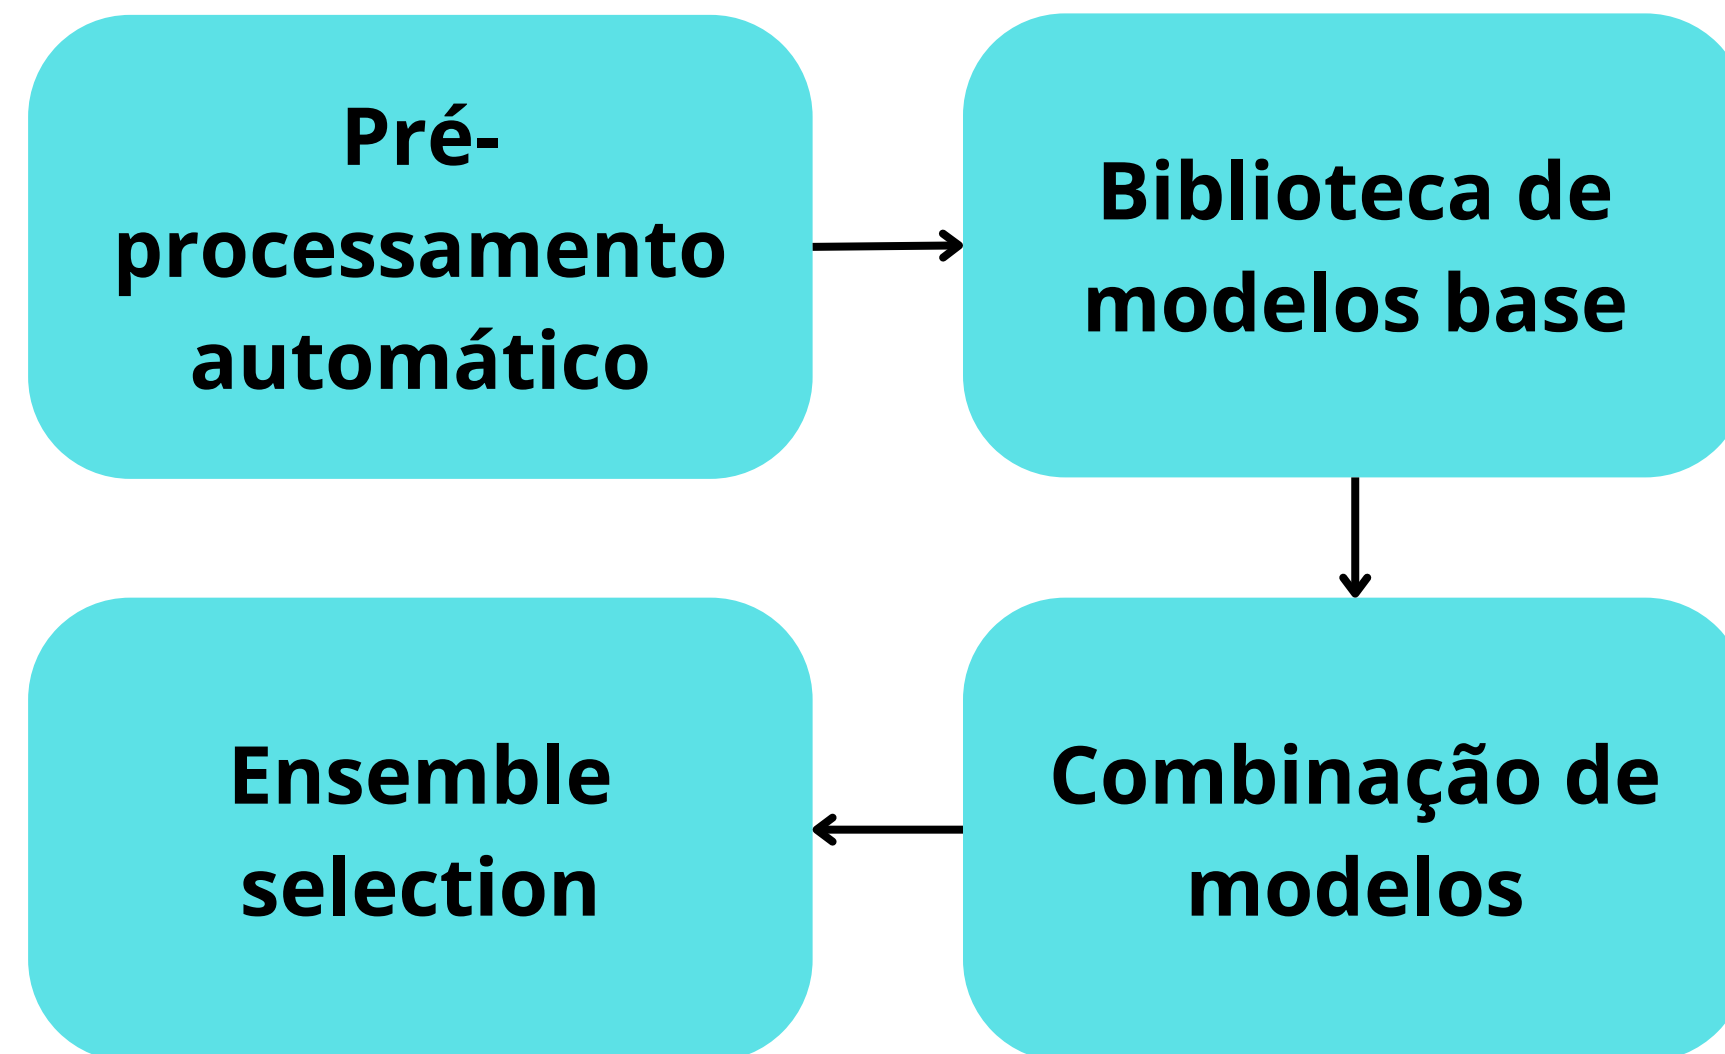 Pré-
processamento
automático
Biblioteca de
modelos base
Combinação de
modelos
Ensemble
selection